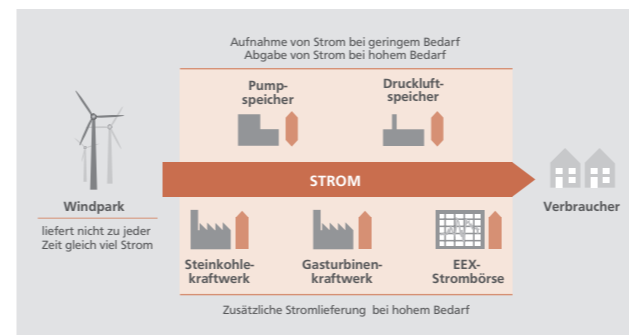 Aufnahme von Strom bei geringem Bedarf
Abgabe von Strom bei hohem Bedarf
Pump-
speicher
Druckluft-
speicher
STROM
Windpark
liefert nicht zu jeder
Zeit gleich viel Strom
Verbraucher
Steinkohle-
kraftwerk
Gasturbinen-
kraftwerk
EEX-
Strombörse
Zusätzliche Stromlieferung bei hohem Bedarf